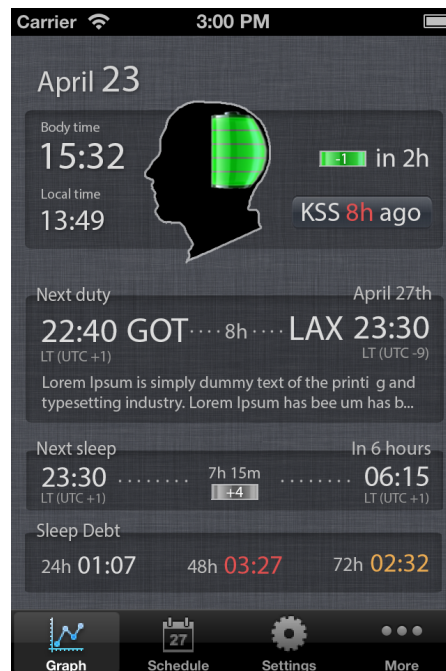 Carrier 3:00 PM
April 23
Body time
15:32
-1 in 2h
Local time
13:49
KSS 8h ago
Next duty April 27th
22:40 GOT ···· 8h ···· LAX 23:30
LT (UTC +1) LT (UTC -9)
Lorem Ipsum is simply dummy text of the printi g and
typesetting industry. Lorem Ipsum has bee um has b...
Next sleep In 6 hours
23:30 ········ 7h 15m ········ 06:15
LT (UTC +1) +4 LT (UTC +1)
Sleep Debt
24h 01:07 48h 03:27 72h 02:32
27
Graph Schedule Settings More